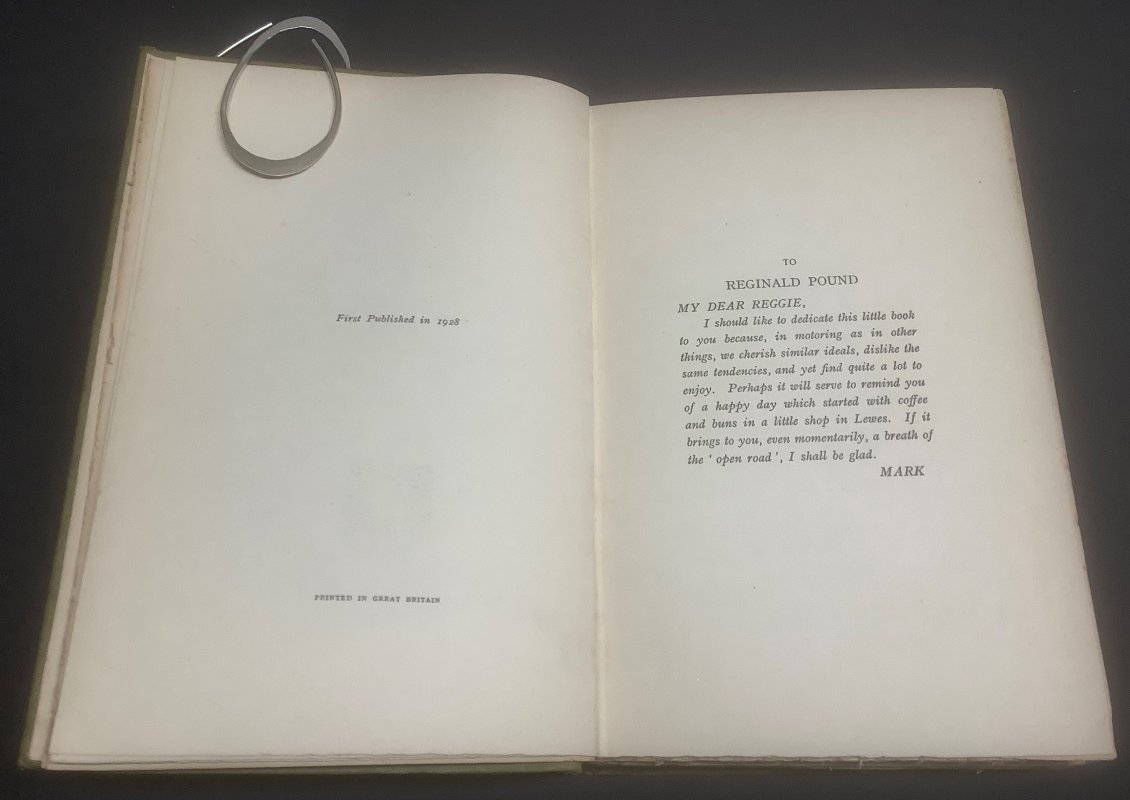 First Published in 1928
PRINTED IN GREAT BRITAIN
TO
REGINALD POUND
MY DEAR REGGIE,
I should like to dedicate this little book
to you because, in motoring as in other
things, we cherish similar ideals, dislike the
same tendencies, and yet find quite a lot to
enjoy. Perhaps it will serve to remind you
of a happy day which started with coffee
and buns in a little shop in Lewes. If it
brings to you, even momentarily, a breath of
the ‘ open road ’, I shall be glad.
MARK